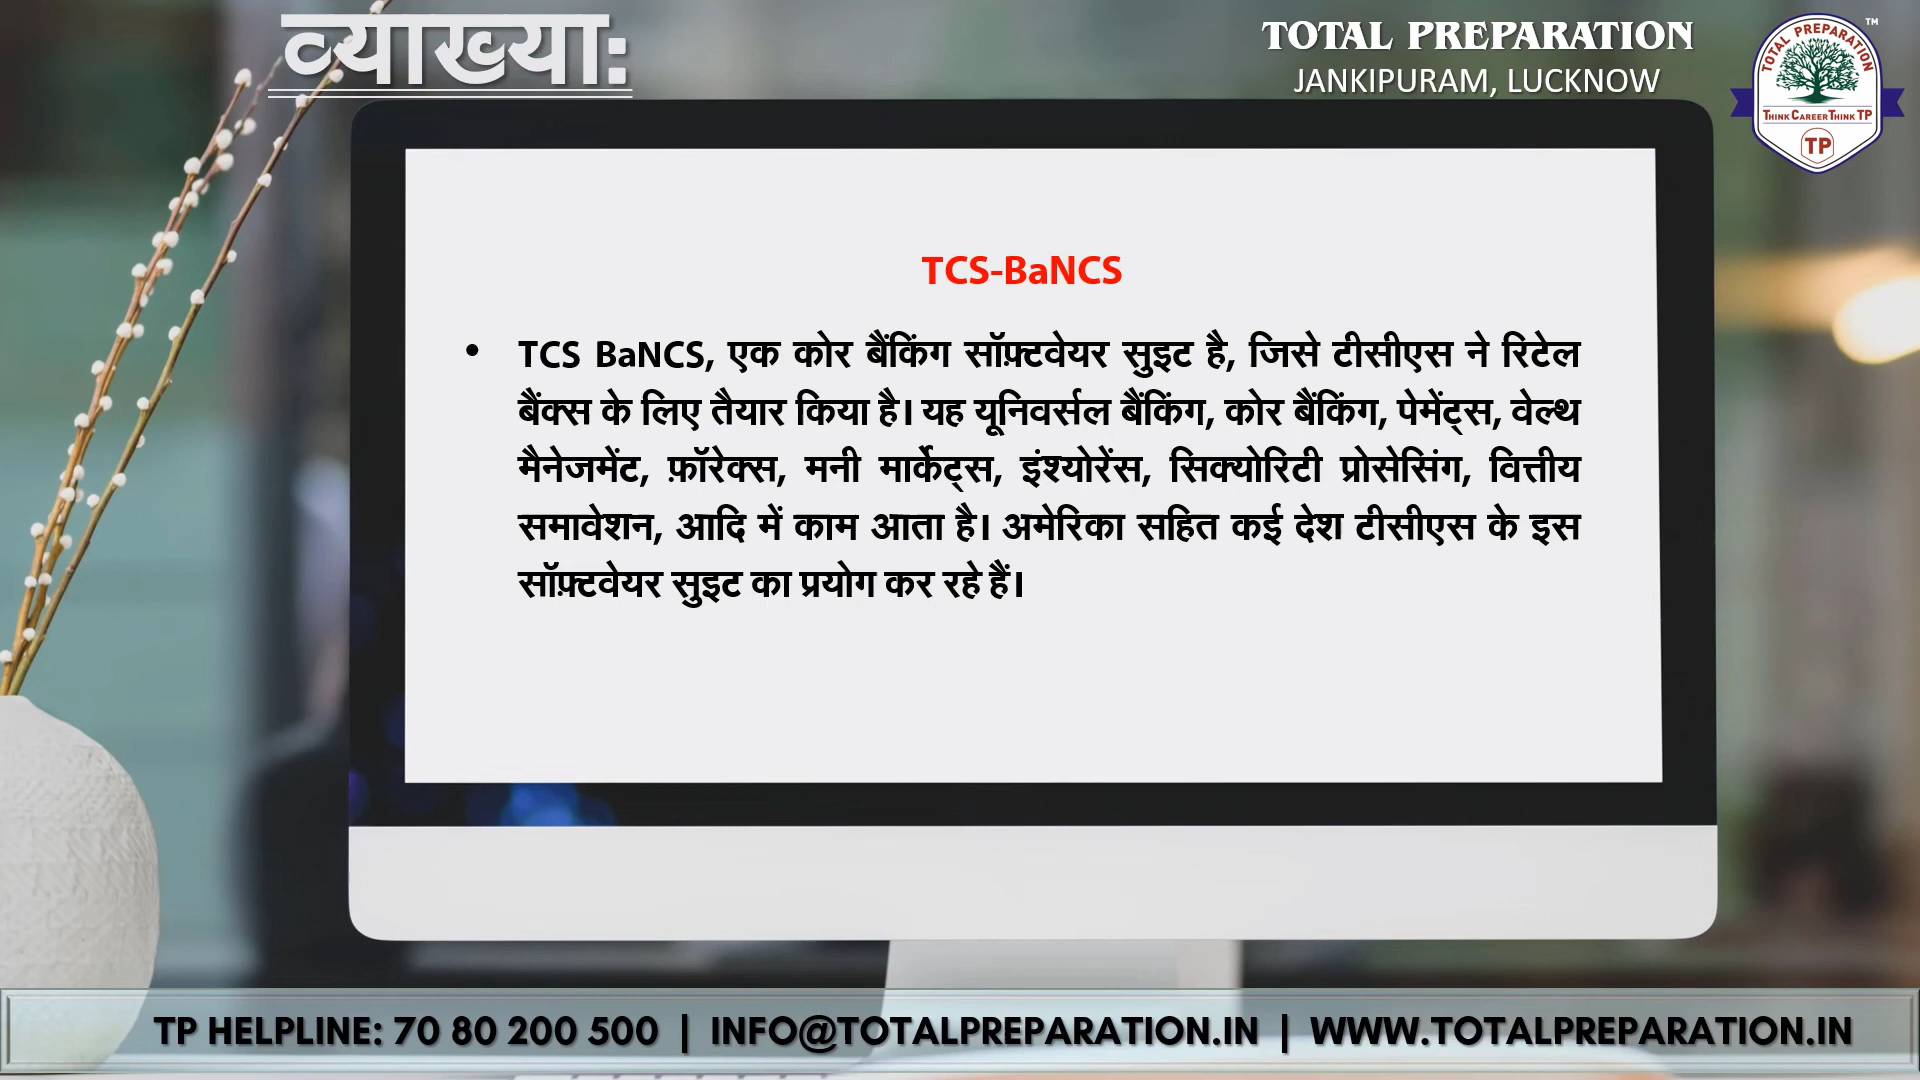 व्याख्या:
TOTAL PREPARATION
JANKIPURAM, LUCKNOW
TM
TOTAL PREPARATION
THINK CAREER THINK TP
TP
TCS-BaNCS
• TCS BaNCS, एक कोर बैंकिंग सॉफ़्टवेयर सुइट है, जिसे टीसीएस ने रिटेल
बैंक्स के लिए तैयार किया है। यह यूनिवर्सल बैंकिंग, कोर बैंकिंग, पेमेंट्स, वेल्थ
मैनेजमेंट, फ़ॉरेक्स, मनी मार्केट्स, इंश्योरेंस, सिक्योरिटी प्रोसेसिंग, वित्तीय
समावेशन, आदि में काम आता है। अमेरिका सहित कई देश टीसीएस के इस
सॉफ़्टवेयर सुइट का प्रयोग कर रहे हैं।
TP HELPLINE: 70 80 200 500 | INFO@TOTALPREPARATION.IN | WWW.TOTALPREPARATION.IN